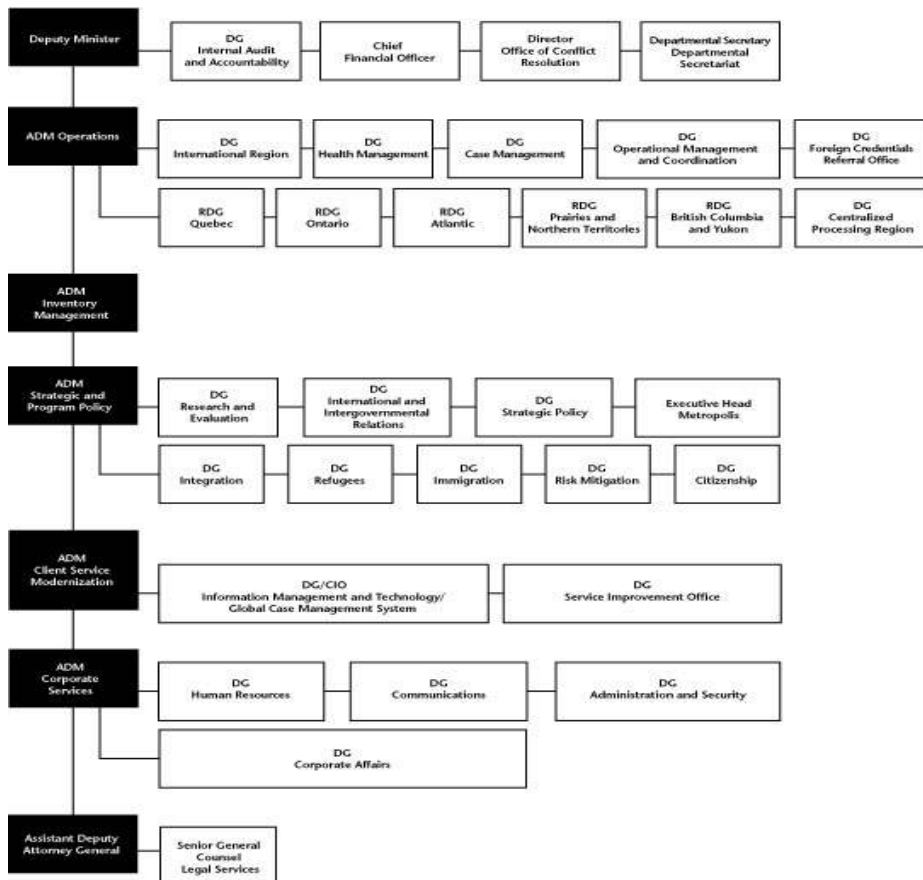 Deputy Minister
DG
Internal Audit
and Accountability
Chief
Financial Officer
Director
Office of Conflict
Resolution
Departmental Secretary
Departmental
Secretariat
ADM Operations
DG
International Region
DG
Health Management
DG
Case Management
DG
Operational Management
and Coordination
DG
Foreign Credentials
Referral Office
RDG
Quebec
RDG
Ontario
RDG
Atlantic
RDG
Prairies and
Northern Territories
RDG
British Columbia
and Yukon
DG
Centralized
Processing Region
ADM
Inventory
Management
ADM
Strategic and
Program Policy
DG
Research and
Evaluation
DG
International and
Intergovernmental
Relations
DG
Strategic Policy
Executive Head
Metropolis
DG
Integration
DG
Refugees
DG
Immigration
DG
Risk Mitigation
DG
Citizenship
ADM
Client Service
Modernization
DG/CIO
Information Management and Technology/
Global Case Management System
DG
Service Improvement Office
ADM
Corporate
Services
DG
Human Resources
DG
Communications
DG
Administration and Security
DG
Corporate Affairs
Assistant Deputy
Attorney General
Senior General
Counsel
Legal Services